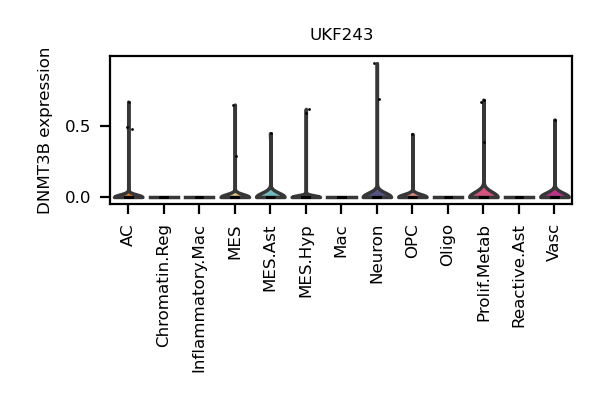 UKF243
DNMT3B expression
0.5
0.0
AC
Chromatin.Reg
Inflammatory.Mac
MES
MES.Ast
MES.Hyp
Mac
Neuron
OPC
Oligo
Prolif.Metab
Reactive.Ast
Vasc